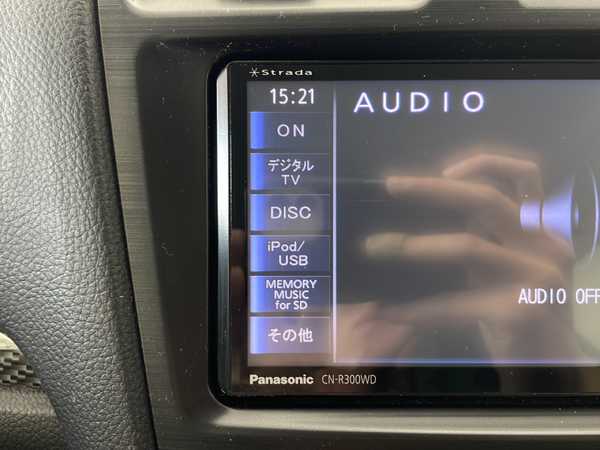 Strada
15:21
AUDIO
ON
デジタル
TV
DISC
iPod/
USB
MEMORY
MUSIC
for SD
AUDIO OFF
その他
Panasonic CN-R300WD